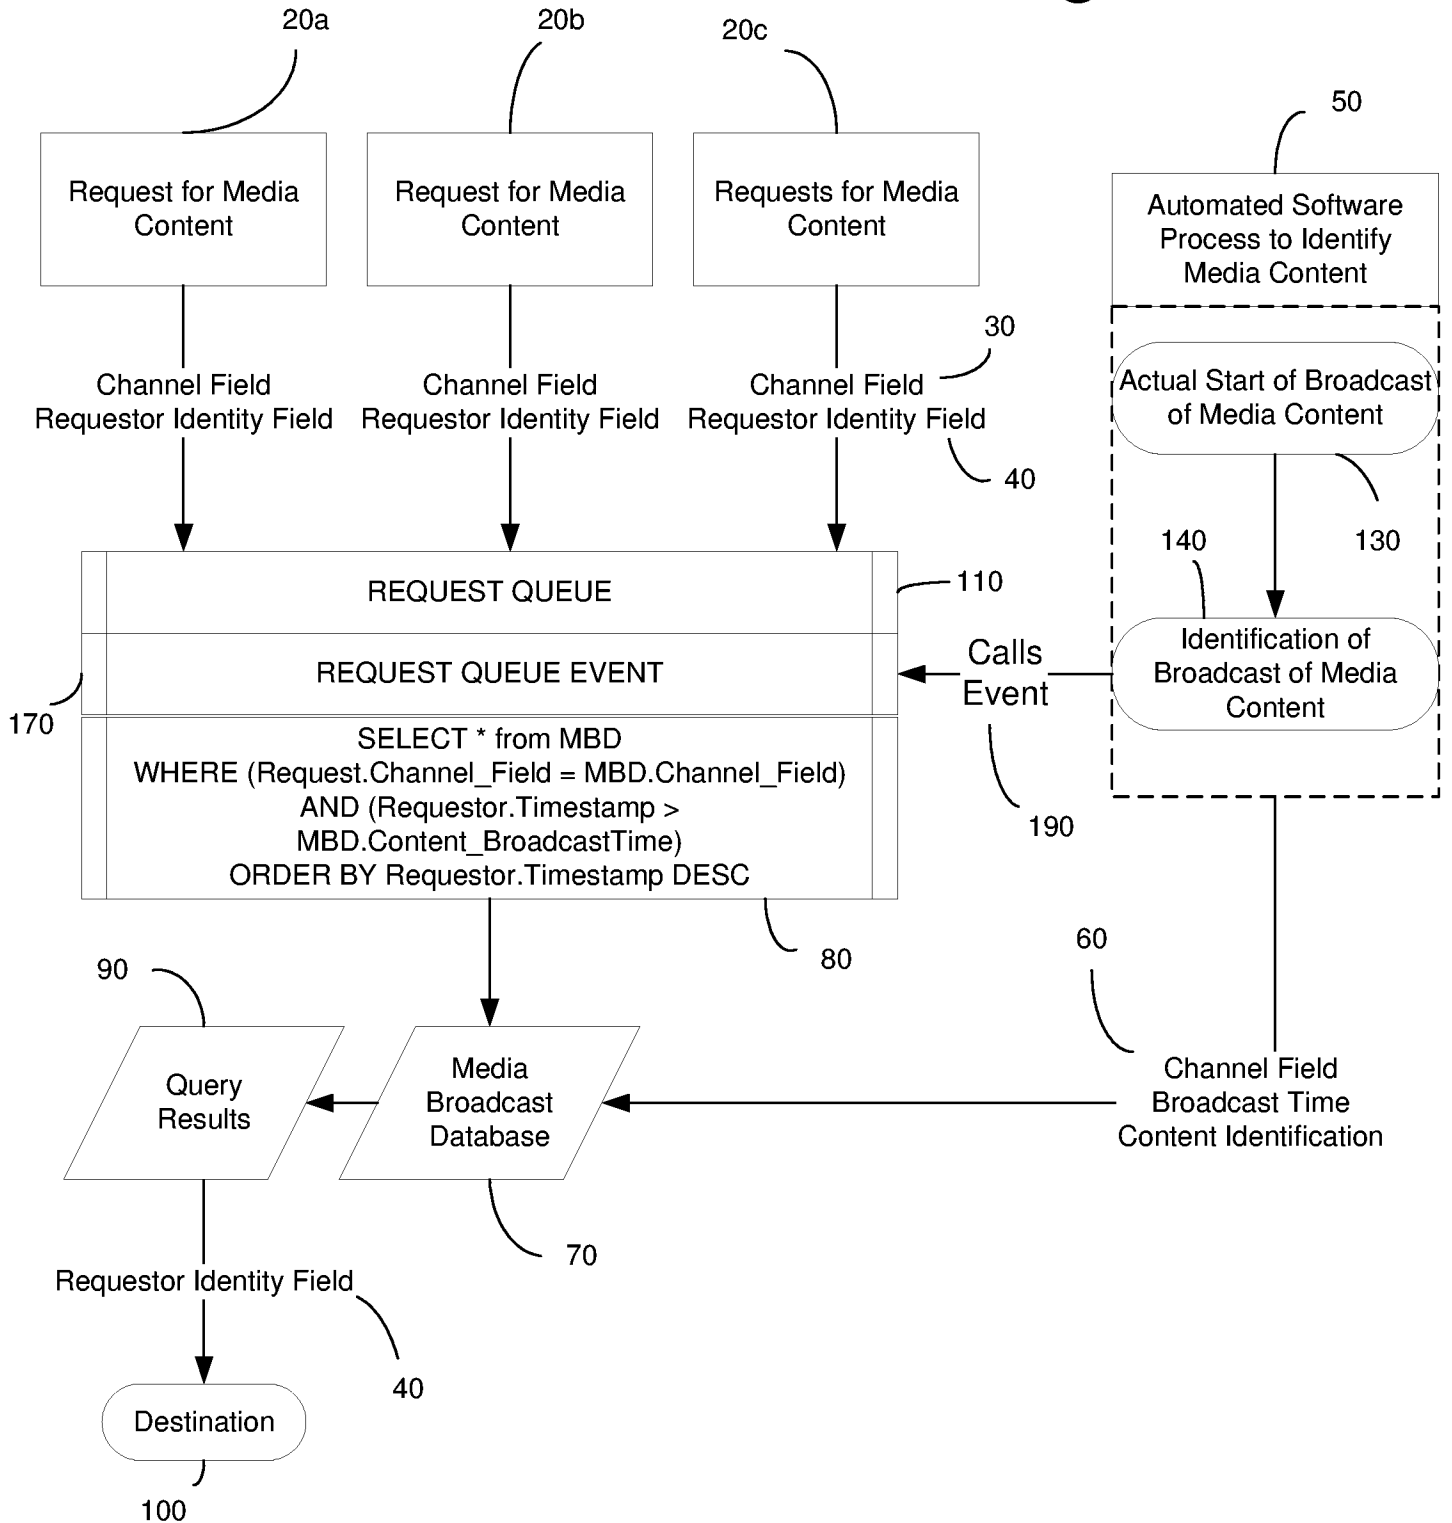 20a
20b
20c
50
Request for Media
Content
Request for Media
Content
Requests for Media
Content
Automated Software
Process to Identify
Media Content
30
Channel Field
Requestor Identity Field
Channel Field
Requestor Identity Field
Channel Field
Requestor Identity Field
40
Actual Start of Broadcast
of Media Content
140
130
REQUEST QUEUE
110
REQUEST QUEUE EVENT
170
Calls
Event
190
Identification of
Broadcast of Media
Content
SELECT * from MBD
WHERE (Request.Channel_Field = MBD.Channel_Field)
AND (Requestor.Timestamp >
MBD.Content_BroadcastTime)
ORDER BY Requestor.Timestamp DESC
80
60
90
Query
Results
Media
Broadcast
Database
Channel Field
Broadcast Time
Content Identification
70
Requestor Identity Field
40
Destination
100